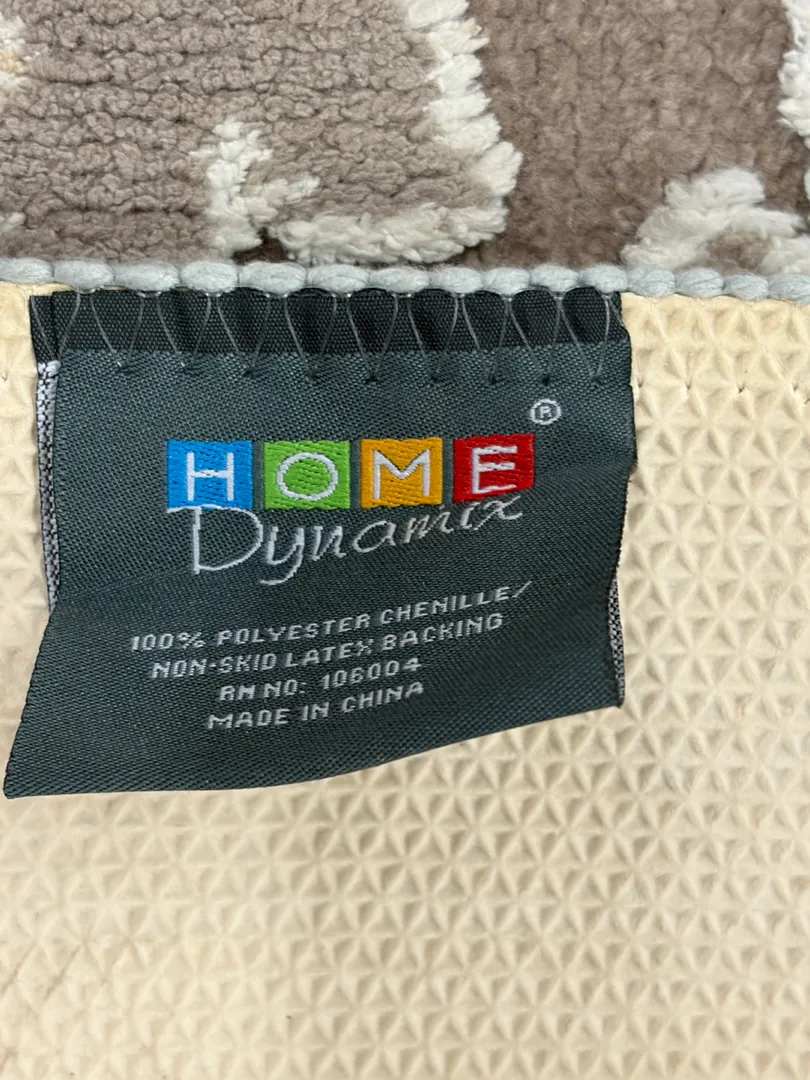 ®
HOME
Dynamix
100% POLYESTER CHENILLE/
NON-SKID LATEX BACKING
RN NO: 106004
MADE IN CHINA